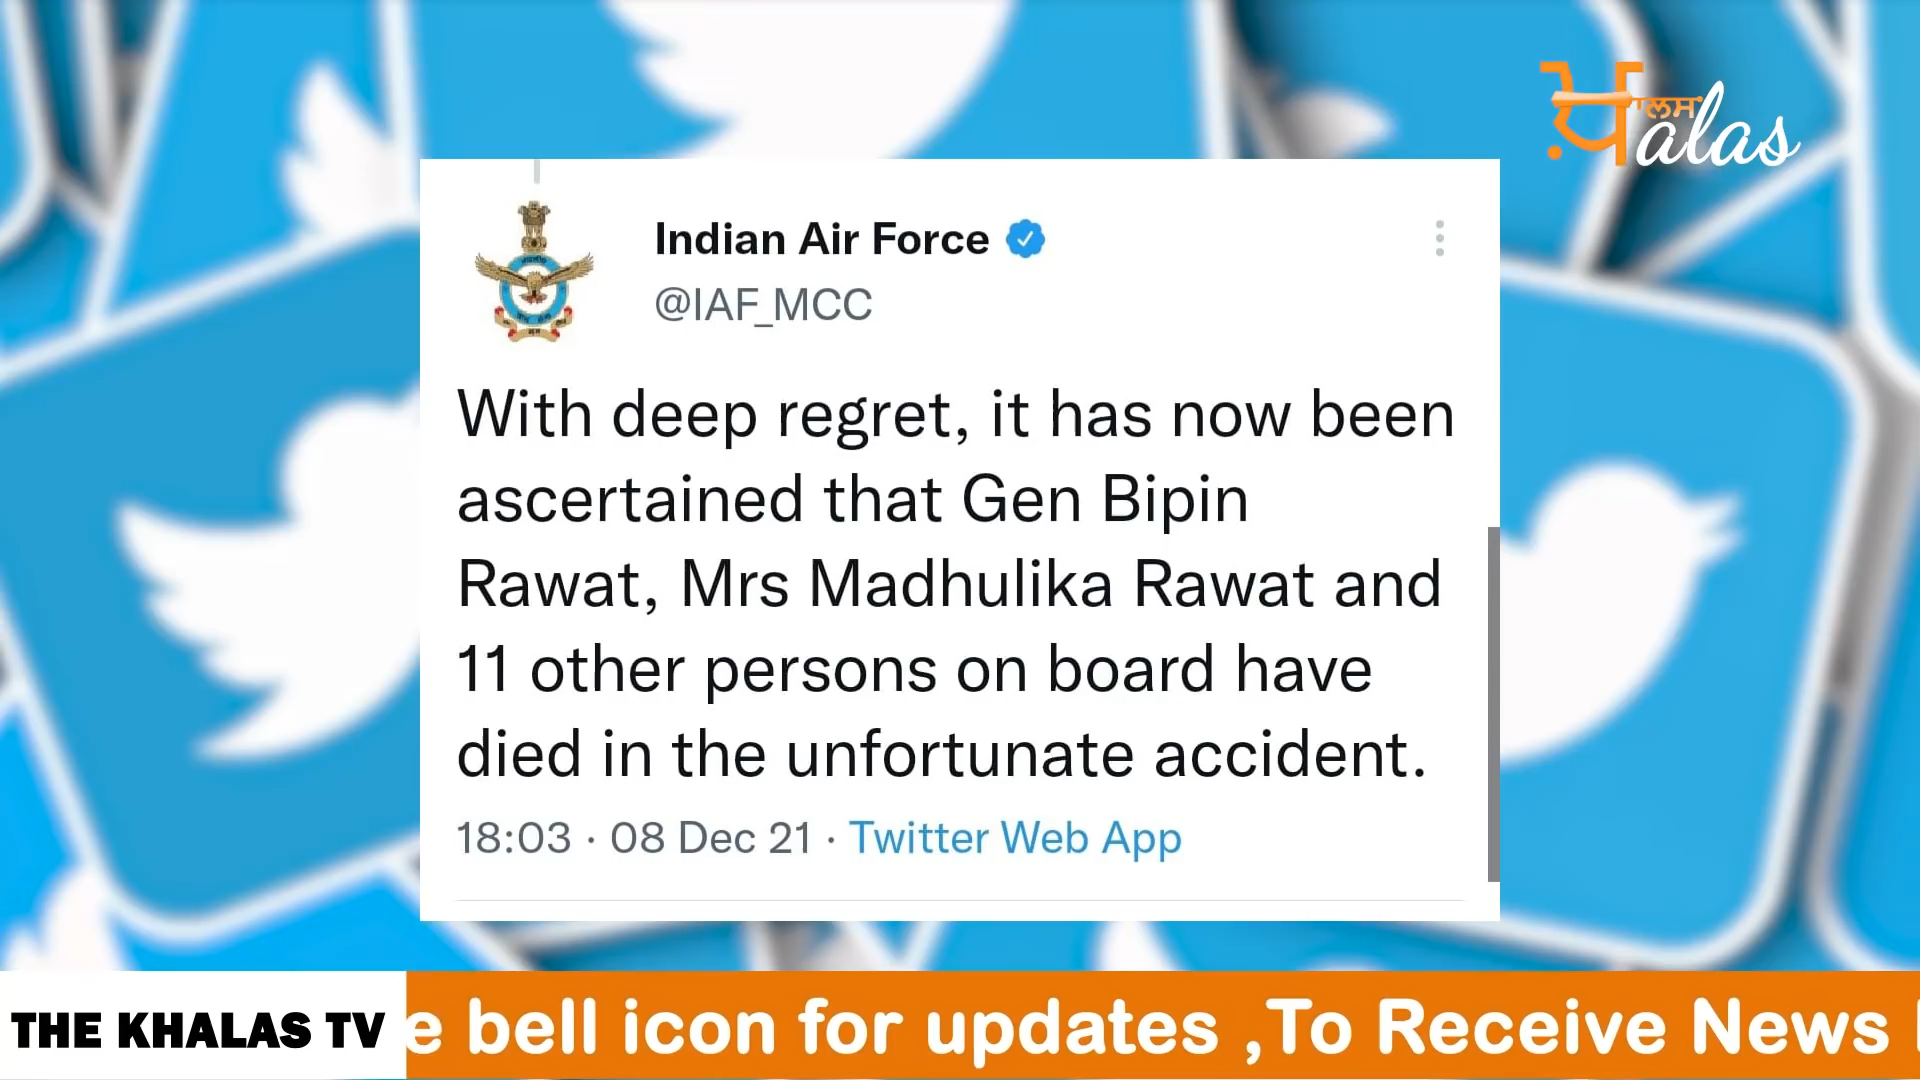 ਖ਼ਾਲਸ
alas
Indian Air Force
@IAF_MCC
With deep regret, it has now been
ascertained that Gen Bipin
Rawat, Mrs Madhulika Rawat and
11 other persons on board have
died in the unfortunate accident.
18:03 · 08 Dec 21 · Twitter Web App
THE KHALAS TV
e bell icon for updates ,To Receive News